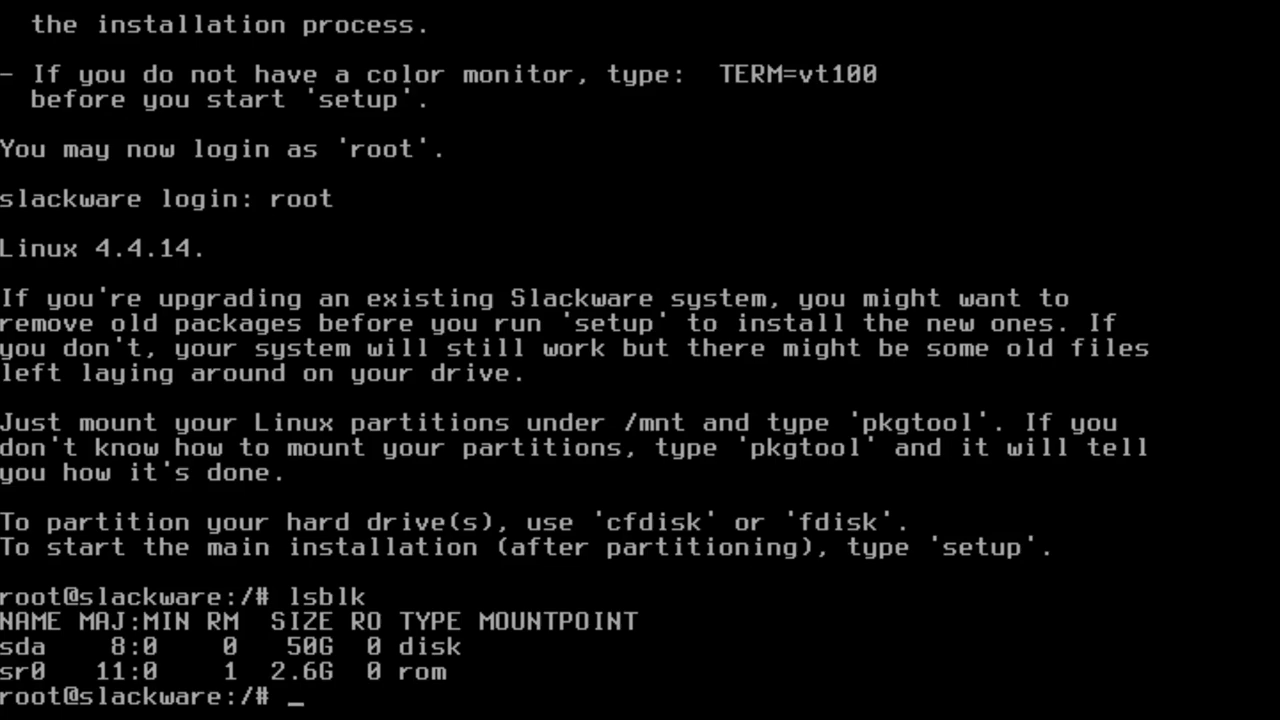 the installation process.
- If you do not have a color monitor, type:  TERM=vt100
before you start 'setup'.
You may now login as 'root'.
slackware login: root
Linux 4.4.14.
If you're upgrading an existing Slackware system, you might want to
remove old packages before you run 'setup' to install the new ones. If
you don't, your system will still work but there might be some old files
left laying around on your drive.
Just mount your Linux partitions under /mnt and type 'pkgtool'. If you
don't know how to mount your partitions, type 'pkgtool' and it will tell
you how it's done.
To partition your hard drive(s), use 'cfdisk' or 'fdisk'.
To start the main installation (after partitioning), type 'setup'.
root@slackware:/# lsblk
NAME MAJ:MIN RM  SIZE RO TYPE MOUNTPOINT
sda    8:0    0   50G  0 disk
sr0   11:0    1  2.6G  0 rom
root@slackware:/# _